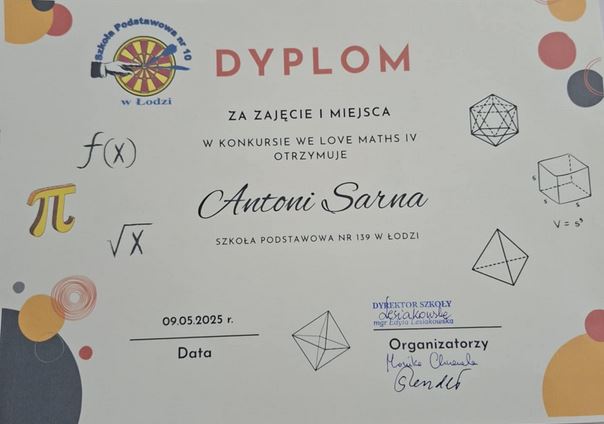 Szkoła Podstawowa nr 10
w Łodzi
DYPLOM
ZA ZAJĘCIE I MIEJSCA
W KONKURSIE WE LOVE MATHS IV
OTRZYMUJE
Antoni Sarna
SZKOŁA PODSTAWOWA NR 139 W ŁODZI
f(x)
π
√x
s
s
s
V = s³
09.05.2025 r.
Data
DYREKTOR SZKOŁY
mgr Edyta Lesiakowska
Organizatorzy